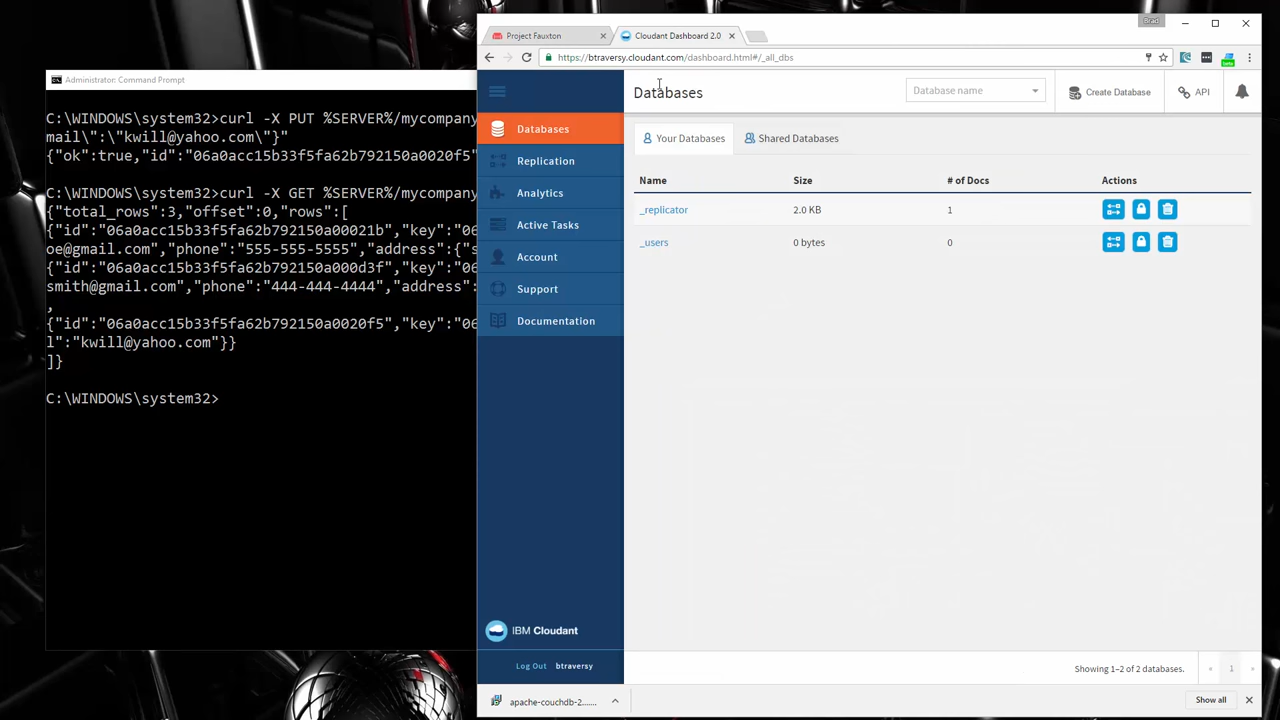 Brad
Project Fauxton
Cloudant Dashboard 2.0
https://btraversy.cloudant.com/dashboard.html#/_all_dbs
Administrator: Command Prompt
C:\WINDOWS\system32>curl -X PUT %SERVER%/mycompany
mail\":\"kwill@yahoo.com\"}"
{"ok":true,"id":"06a0acc15b33f5fa62b792150a0020f5"
C:\WINDOWS\system32>curl -X GET %SERVER%/mycompany
{"total_rows":3,"offset":0,"rows":[
{"id":"06a0acc15b33f5fa62b792150a00021b","key":"06
oe@gmail.com","phone":"555-555-5555","address":{"s
{"id":"06a0acc15b33f5fa62b792150a000d3f","key":"06
smith@gmail.com","phone":"444-444-4444","address":
,
{"id":"06a0acc15b33f5fa62b792150a0020f5","key":"06
l":"kwill@yahoo.com"}}
]}
C:\WINDOWS\system32>
Databases
Replication
Analytics
Active Tasks
Account
Support
Documentation
IBM Cloudant
Log Out btraversy
Databases
Database name
Create Database
API
Your Databases
Shared Databases
Name Size # of Docs Actions
_replicator 2.0 KB 1
_users 0 bytes 0
Showing 1–2 of 2 databases.
« 1 »
apache-couchdb-2.......
Show all